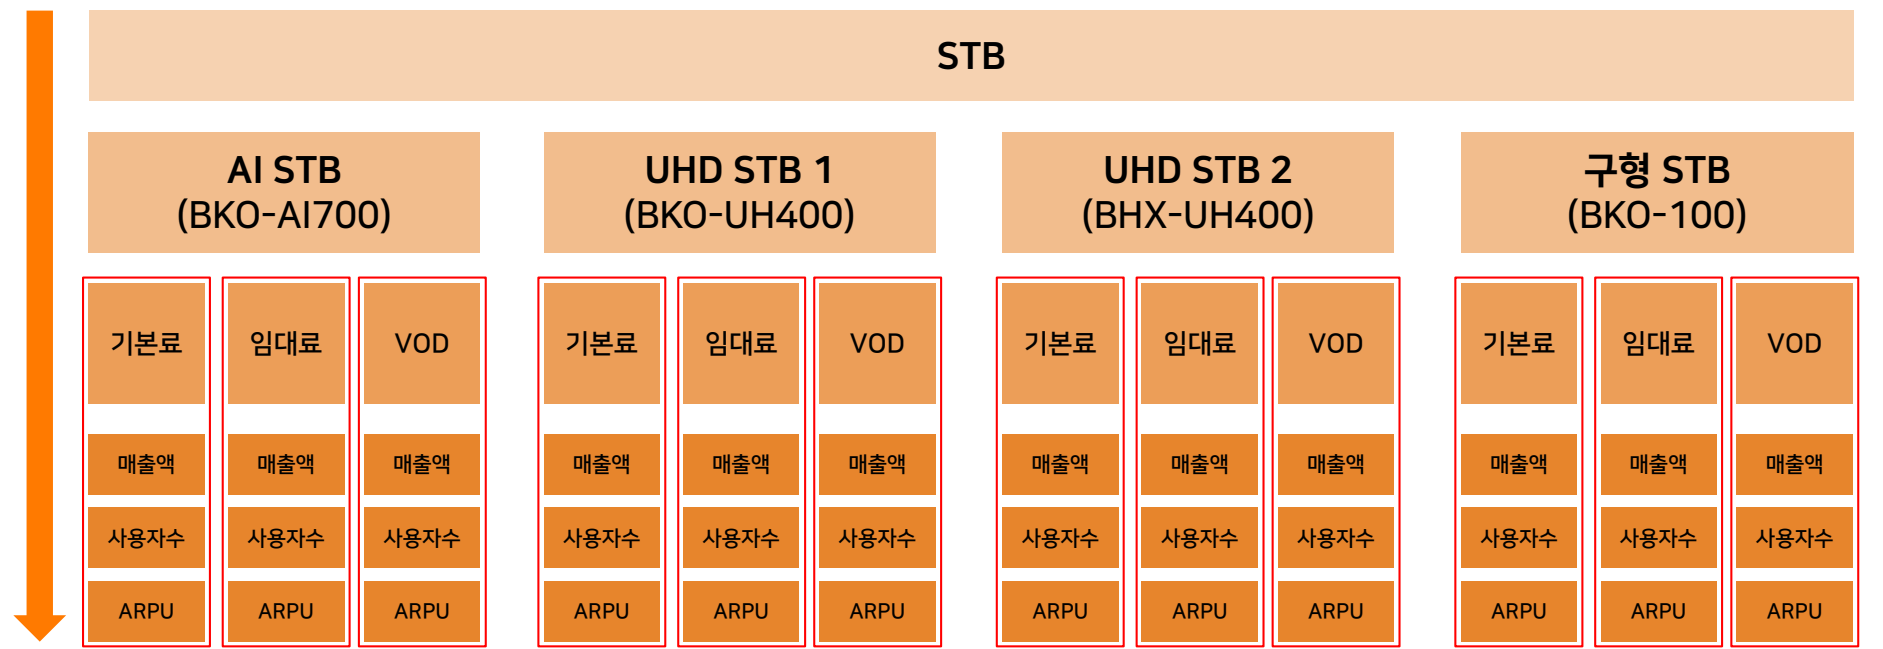 STB
AI STB
(BKO-AI700)
UHD STB 1
(BKO-UH400)
UHD STB 2
(BHX-UH400)
구형 STB
(BKO-100)
기본료 임대료 VOD 기본료 임대료 VOD 기본료 임대료 VOD 기본료 임대료 VOD
매출액 매출액 매출액 매출액 매출액 매출액 매출액 매출액 매출액 매출액 매출액 매출액
사용자수 사용자수 사용자수 사용자수 사용자수 사용자수 사용자수 사용자수 사용자수 사용자수 사용자수 사용자수
ARPU ARPU ARPU ARPU ARPU ARPU ARPU ARPU ARPU ARPU ARPU ARPU